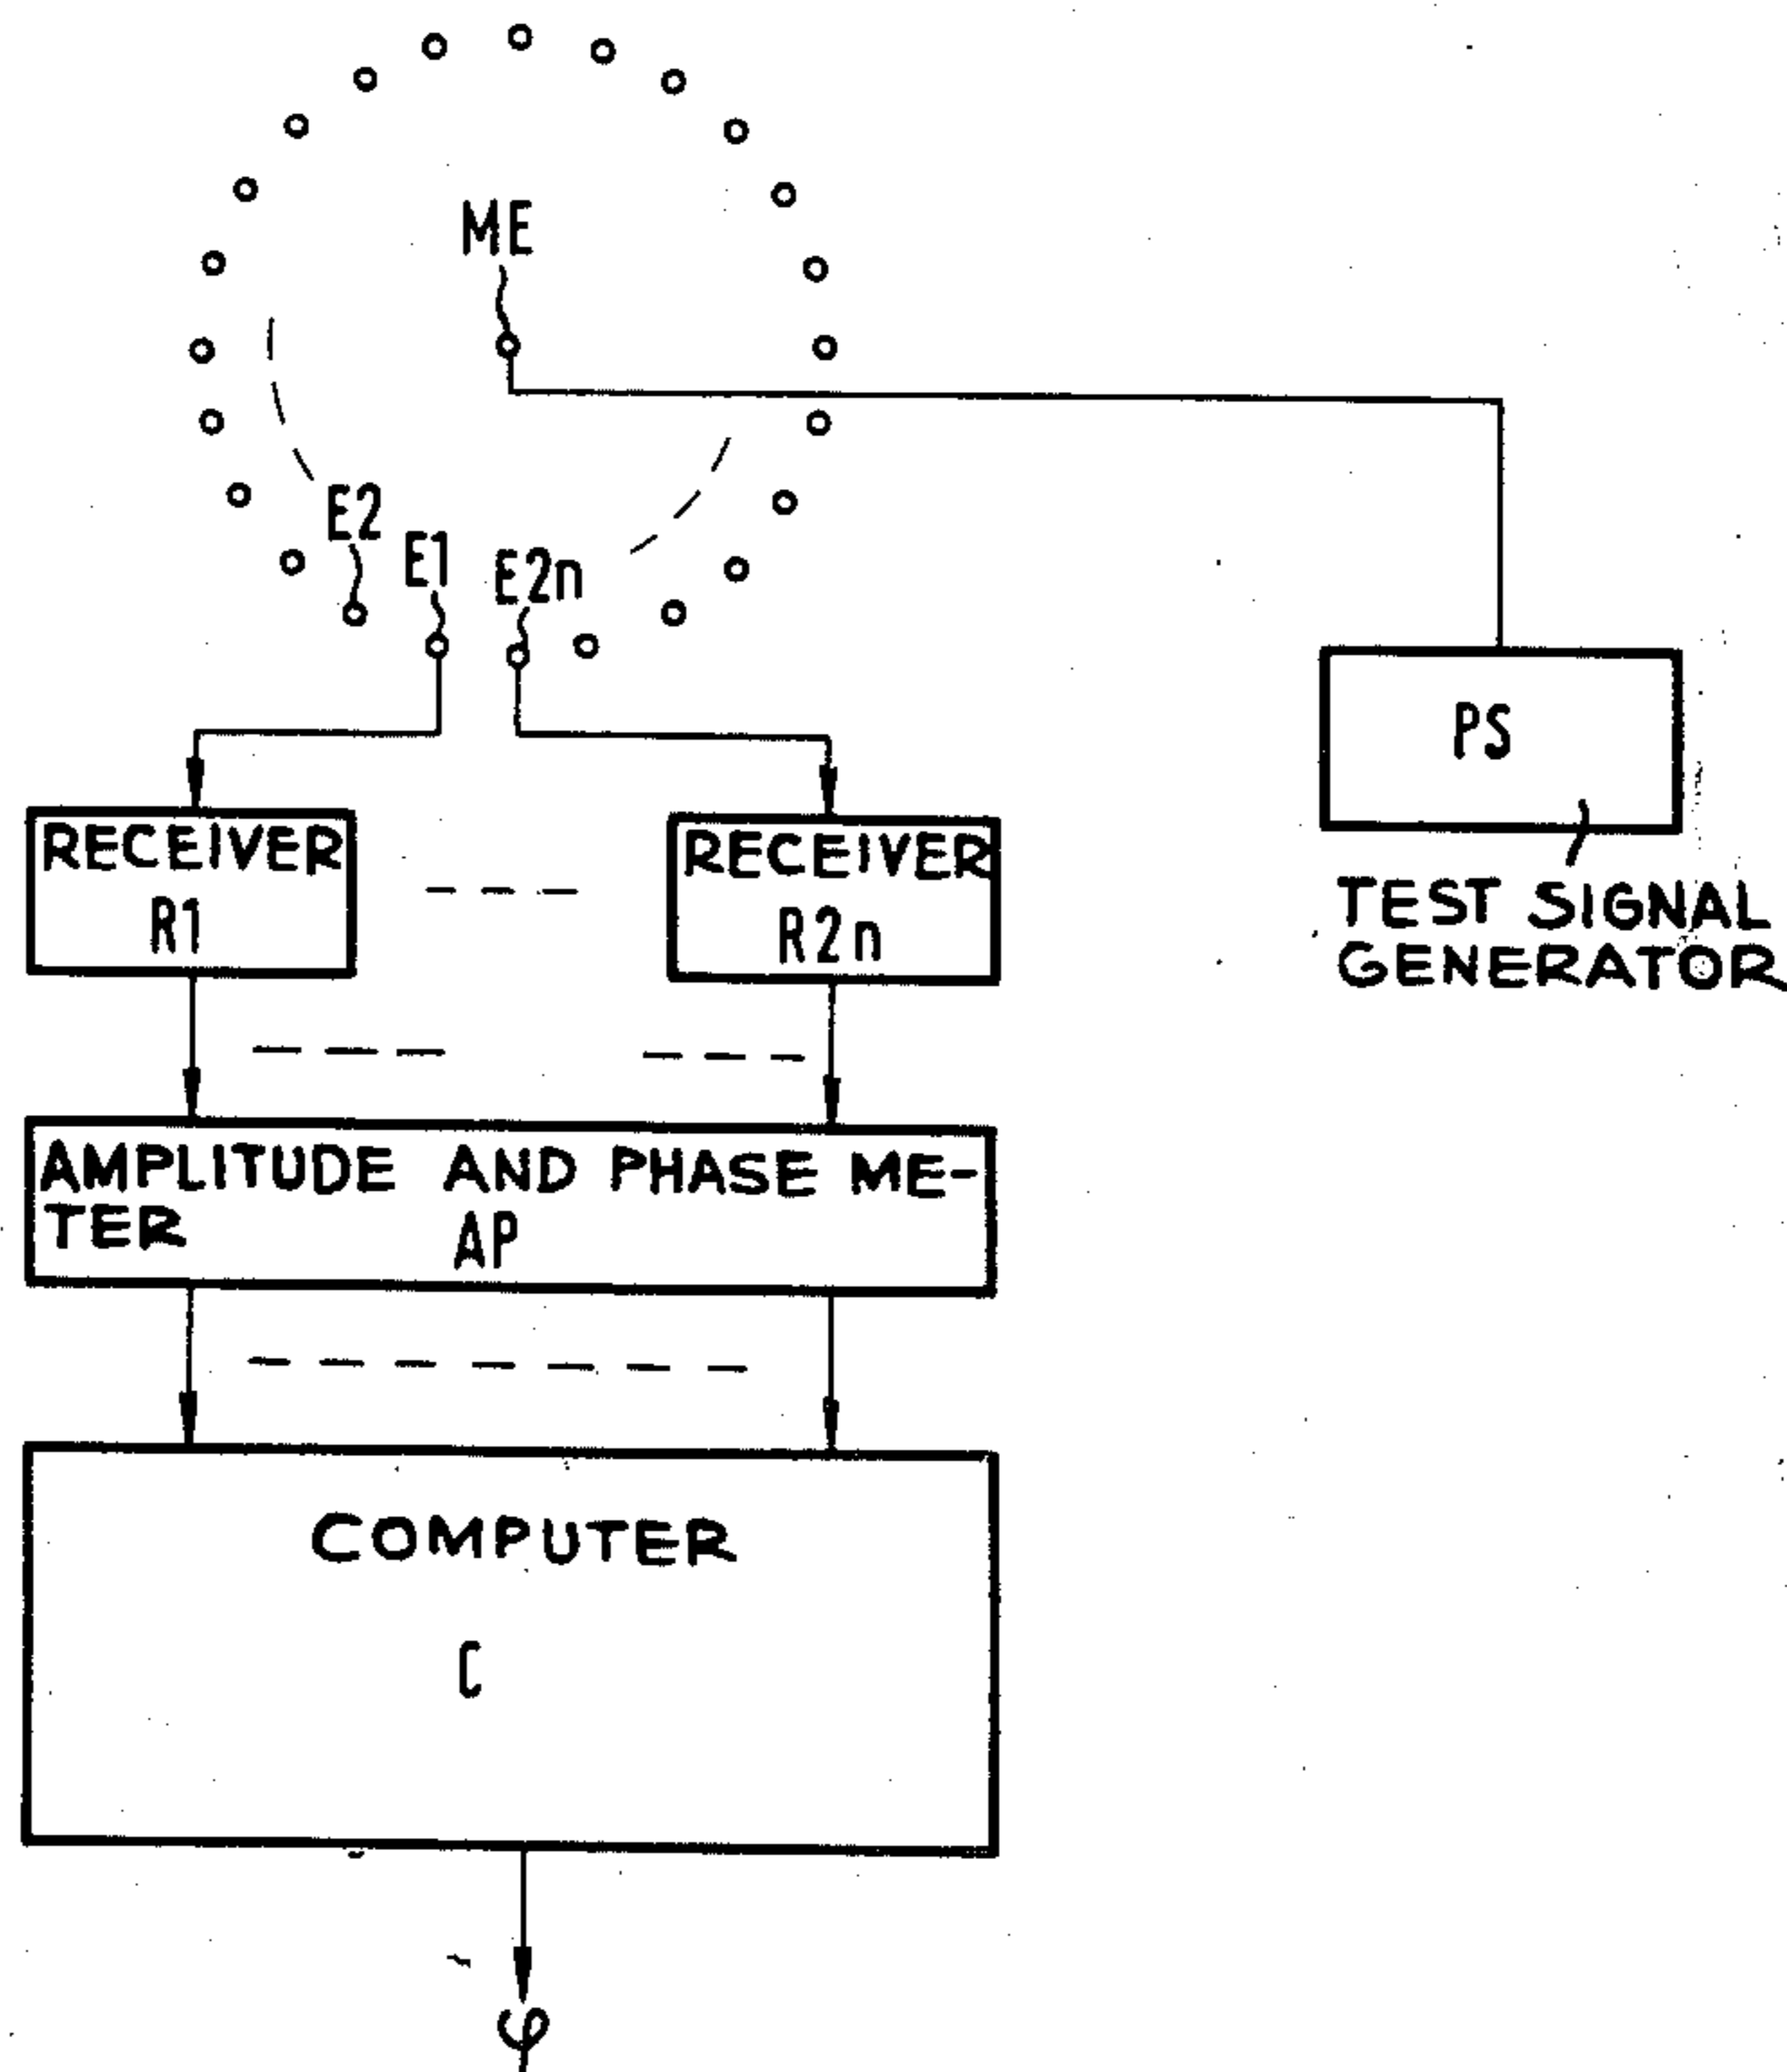 ME
E2
E1
E2n
PS
RECEIVER
R1
RECEIVER
R2n
TEST SIGNAL
GENERATOR
AMPLITUDE AND PHASE ME-
TER
AP
COMPUTER
C
φ